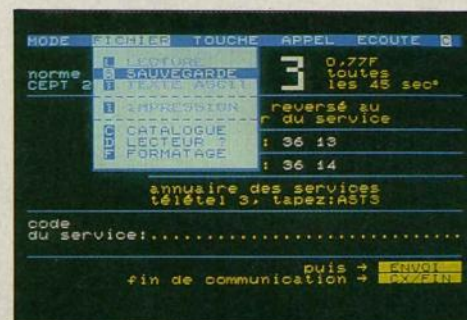 MODE FICHIER TOUCHE APPEL ECOUTE C
L LECTURE
S SAUVEGARDE
T TEXTE ASCII
I IMPRESSION
C CATALOGUE
D LECTEUR ?
F FORMATAGE
norme
CEPT 2
3
0,77F
toutes
les 45 sec*
reversé au
r du service
: 36 13
: 36 14
annuaire des services
télétel 3, tapez:AST3
code
du service:..............................
puis → ENVOI
fin de communication → CX/FIN